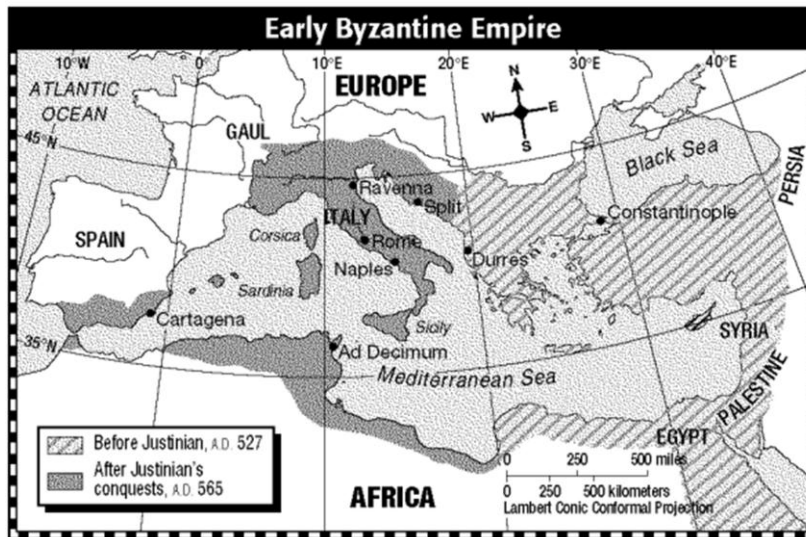 Early Byzantine Empire
10°W
0°
10°E
20°E
30°E
40°E
ATLANTIC
OCEAN
EUROPE
N
W
E
S
45°N
GAUL
Black Sea
PERSIA
Ravenna
Split
Constantinople
SPAIN
ITALY
Corsica
Rome
Durres
Naples
Sardinia
Cartagena
Sicily
SYRIA
35°N
Ad Decimum
Mediterranean Sea
PALESTINE
EGYPT
Before Justinian, A.D. 527
After Justinian's
conquests, A.D. 565
0 250 500 miles
0 250 500 kilometers
Lambert Conic Conformal Projection
AFRICA